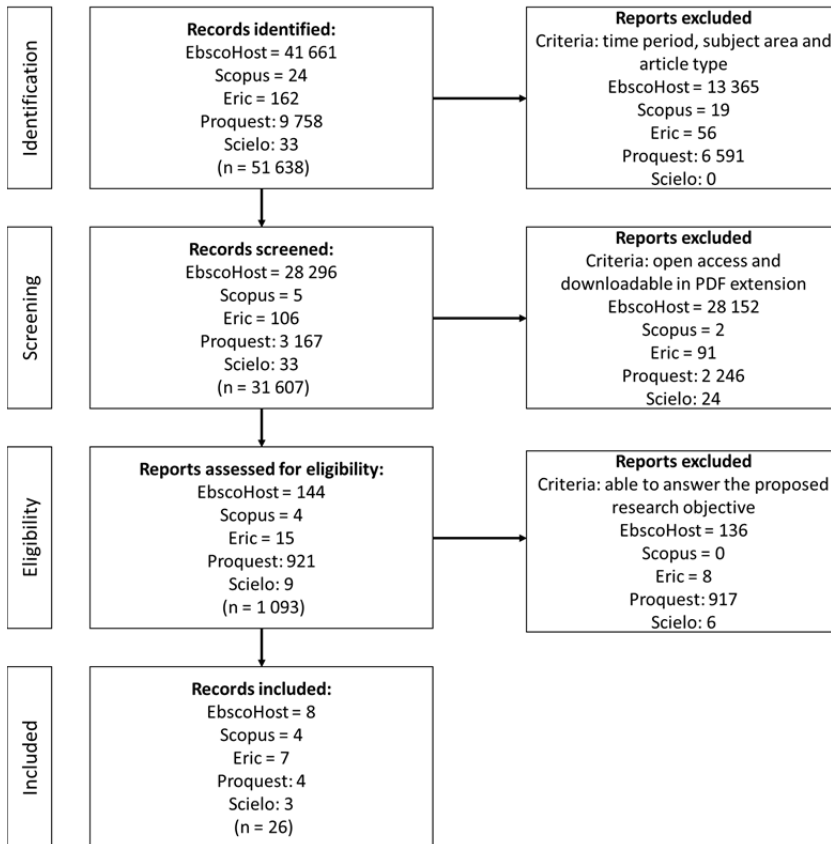 Identification
Records identified:
EbscoHost = 41 661
Scopus = 24
Eric = 162
Proquest: 9 758
Scielo: 33
(n = 51 638)
Reports excluded
Criteria: time period, subject area and
article type
EbscoHost = 13 365
Scopus = 19
Eric = 56
Proquest: 6 591
Scielo: 0
Screening
Records screened:
EbscoHost = 28 296
Scopus = 5
Eric = 106
Proquest: 3 167
Scielo: 33
(n = 31 607)
Reports excluded
Criteria: open access and
downloadable in PDF extension
EbscoHost = 28 152
Scopus = 2
Eric = 91
Proquest: 2 246
Scielo: 24
Eligibility
Reports assessed for eligibility:
EbscoHost = 144
Scopus = 4
Eric = 15
Proquest: 921
Scielo = 9
(n = 1 093)
Reports excluded
Criteria: able to answer the proposed
research objective
EbscoHost = 136
Scopus = 0
Eric = 8
Proquest: 917
Scielo: 6
Included
Records included:
EbscoHost = 8
Scopus = 4
Eric = 7
Proquest: 4
Scielo: 3
(n = 26)